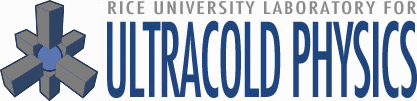 RICE UNIVERSITY LABORATORY FOR
ULTRACOLD PHYSICS